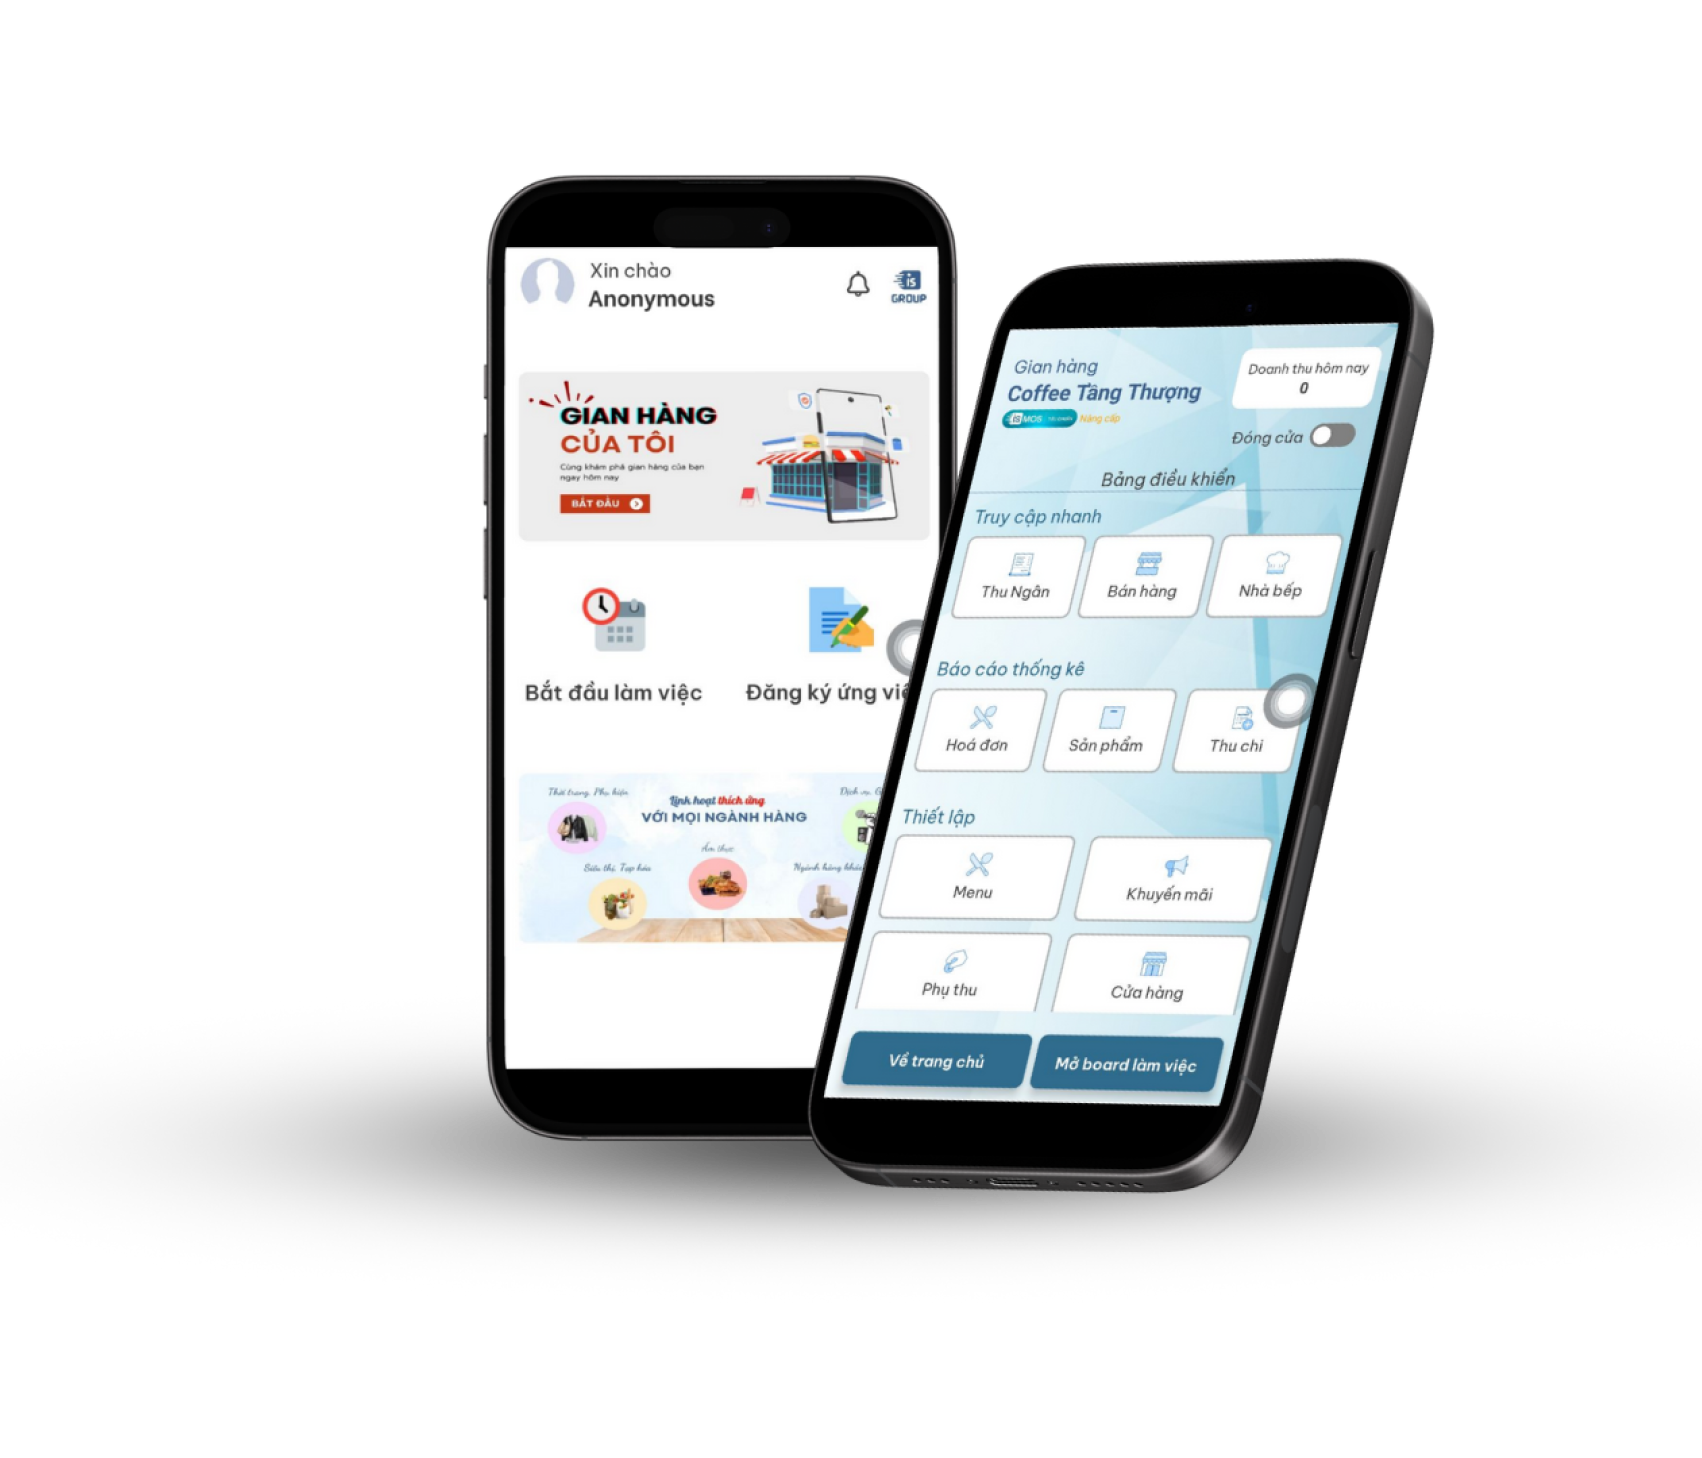 Xin chào
Anonymous
is
GROUP
GIAN HÀNG
CỦA TÔI
Cùng khám phá gian hàng của bạn
ngay hôm nay
BẮT ĐẦU
Bắt đầu làm việc
Đăng ký ứng viê
Thời trang, Phụ kiện
Linh hoạt thích ứng
VỚI MỌI NGÀNH HÀNG
Dịch vụ, G
Ẩm thực
Siêu thị, Tạp hóa
Ngành hàng khác
Gian hàng
Coffee Tầng Thượng
is MOS
Nâng cấp
Doanh thu hôm nay
0
Đóng cửa
Bảng điều khiển
Truy cập nhanh
Thu Ngân
Bán hàng
Nhà bếp
Báo cáo thống kê
Hoá đơn
Sản phẩm
Thu chi
Thiết lập
Menu
Khuyến mãi
Phụ thu
Cửa hàng
Về trang chủ
Mở board làm việc